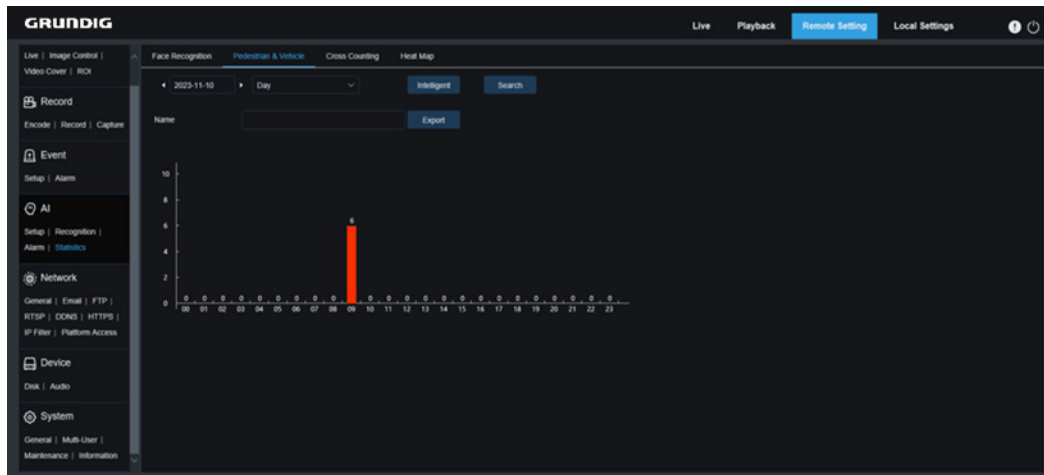 GRUNDIG
Live Playback Remote Setting Local Settings
Live | Image Control |
Video Cover | ROI
Record
Encode | Record | Capture
Event
Setup | Alarm
AI
Setup | Recognition |
Alarm | Statistics
Network
General | Email | FTP |
RTSP | DDNS | HTTPS |
IP Filter | Platform Access
Device
Disk | Audio
System
General | Multi-User |
Maintenance | Information
Face Recognition Pedestrian & Vehicle Cross Counting Heat Map
2023-11-10 Day Intelligent Search
Name Export
10
8
6
4
2
0
0 0 0 0 0 0 0 0 0 6 0 0 0 0 0 0 0 0 0 0 0 0 0 0
00 01 02 03 04 05 06 07 08 09 10 11 12 13 14 15 16 17 18 19 20 21 22 23